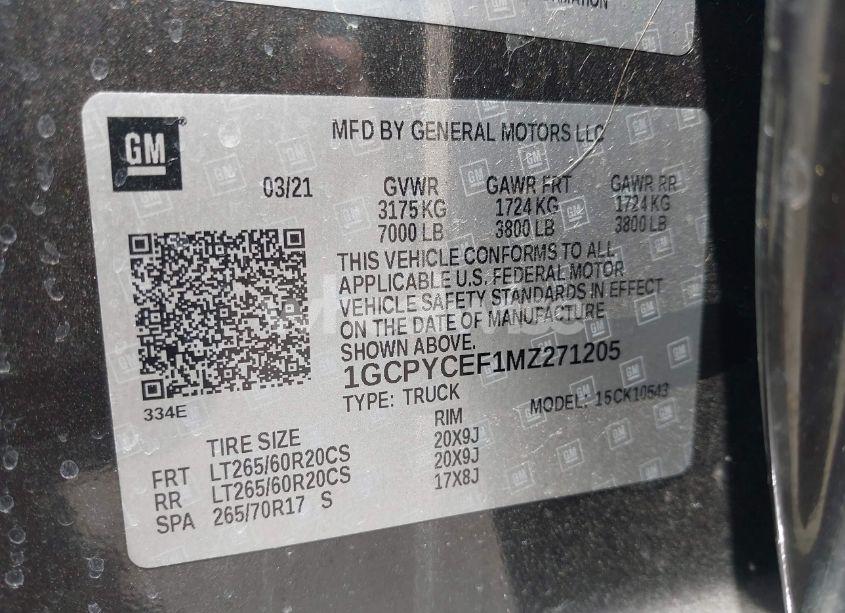 GM
MFD BY GENERAL MOTORS LLC
03/21 GVWR GAWR FRT GAWR RR
3175 KG 1724 KG 1724 KG
7000 LB 3800 LB 3800 LB
THIS VEHICLE CONFORMS TO ALL
APPLICABLE U.S. FEDERAL MOTOR
VEHICLE SAFETY STANDARDS IN EFFECT
ON THE DATE OF MANUFACTURE
SHOWN ABOVE.
1GCPYCEF1MZ271205
334E TYPE: TRUCK MODEL: 15CK10543
TIRE SIZE RIM
FRT LT265/60R20CS 20X9J
RR LT265/60R20CS 20X9J
SPA 265/70R17 S 17X8J